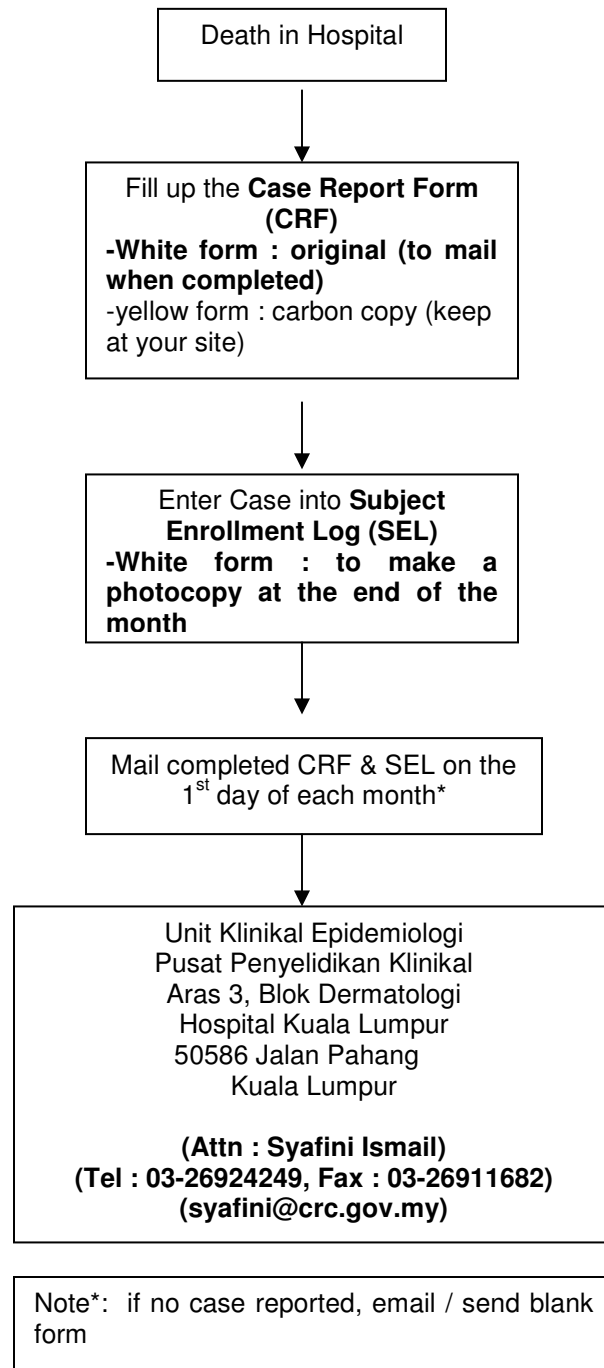 Death in Hospital
Fill up the Case Report Form
(CRF)
-White form : original (to mail
when completed)
-yellow form : carbon copy (keep
at your site)
Enter Case into Subject
Enrollment Log (SEL)
-White form : to make a
photocopy at the end of the
month
Mail completed CRF & SEL on the
1st day of each month*
Unit Klinikal Epidemiologi
Pusat Penyelidikan Klinikal
Aras 3, Blok Dermatologi
Hospital Kuala Lumpur
50586 Jalan Pahang
Kuala Lumpur
(Attn : Syafini Ismail)
(Tel : 03-26924249, Fax : 03-26911682)
(syafini@crc.gov.my)
Note*: if no case reported, email / send blank
form